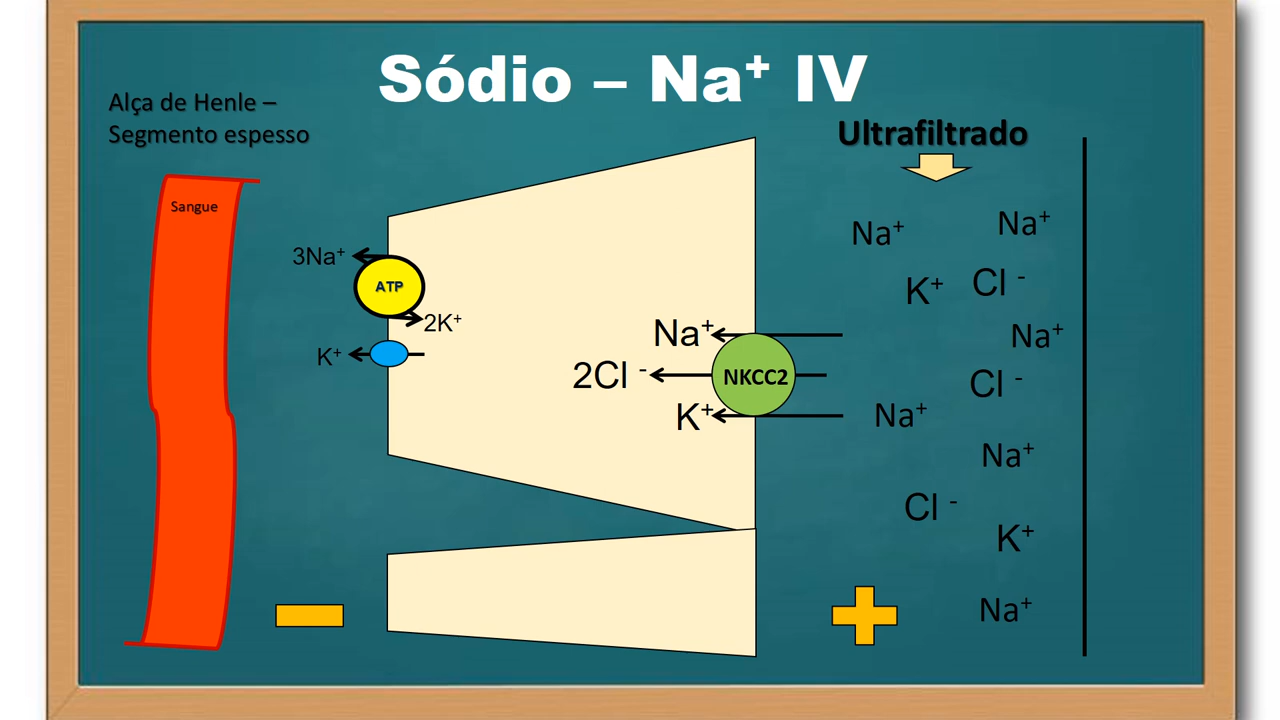 Sódio – Na⁺ IV
Alça de Henle –
Segmento espesso
Ultrafiltrado
Sangue
Na⁺
Na⁺
3Na⁺
ATP
K⁺
Cl ⁻
2K⁺
Na⁺
Na⁺
K⁺
2Cl ⁻
NKCC2
Cl ⁻
K⁺
Na⁺
Na⁺
Cl ⁻
K⁺
Na⁺